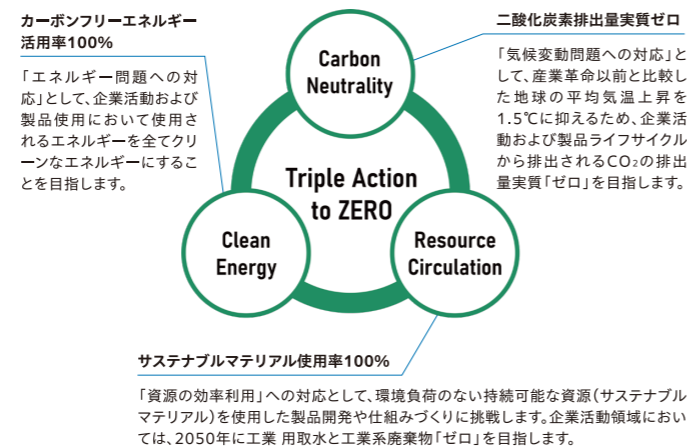 カーボンフリーエネルギー
活用率100%
「エネルギー問題への対
応」として、企業活動および
製品使用において使用さ
れるエネルギーを全てクリ
ーンなエネルギーにするこ
とを目指します。
二酸化炭素排出量実質ゼロ
「気候変動問題への対応」と
して、産業革命以前と比較し
た地球の平均気温上昇を
1.5℃に抑えるため、企業活
動および製品ライフサイクル
から排出されるCO₂の排出
量実質「ゼロ」を目指します。
Carbon
Neutrality
Triple Action
to ZERO
Clean
Energy
Resource
Circulation
サステナブルマテリアル使用率100%
「資源の効率利用」への対応として、環境負荷のない持続可能な資源(サステナブル
マテリアル)を使用した製品開発や仕組みづくりに挑戦します。企業活動領域におい
ては、2050年に工業 用取水と工業系廃棄物「ゼロ」を目指します。